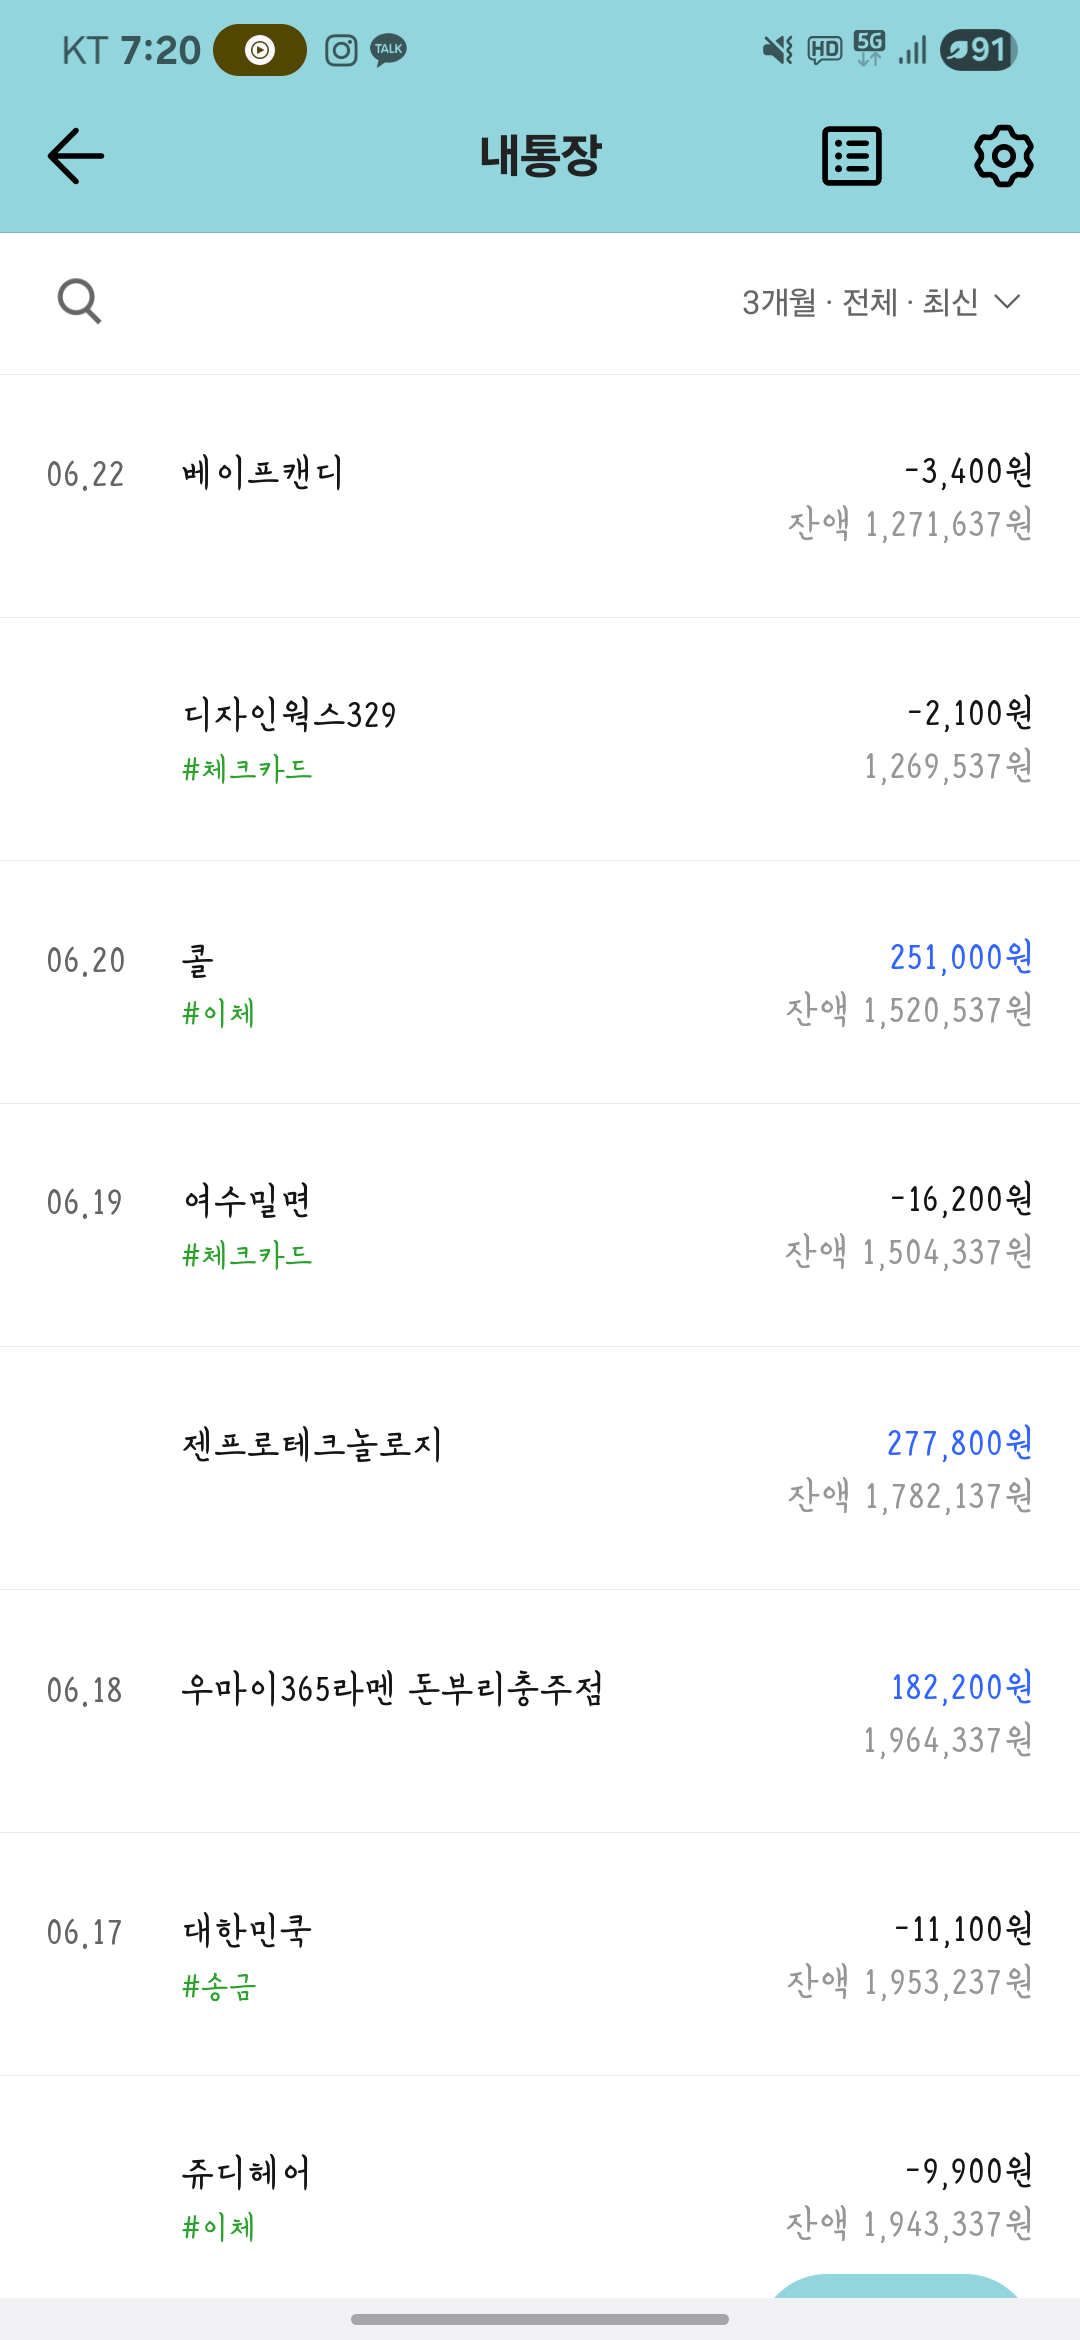 KT 7:20 TALK HD 5G 91
내통장
3개월 · 전체 · 최신
06.22 베이프캔디 -3,400원
잔액 1,271,637원
디자인웍스329 -2,100원
#체크카드 1,269,537원
06.20 콜 251,000원
#이체 잔액 1,520,537원
06.19 여수밀면 -16,200원
#체크카드 잔액 1,504,337원
젠프로테크놀로지 277,800원
잔액 1,782,137원
06.18 우마이365라멘 돈부리충주점 182,200원
1,964,337원
06.17 대한민쿡 -11,100원
#송금 잔액 1,953,237원
쥬디헤어 -9,900원
#이체 잔액 1,943,337원